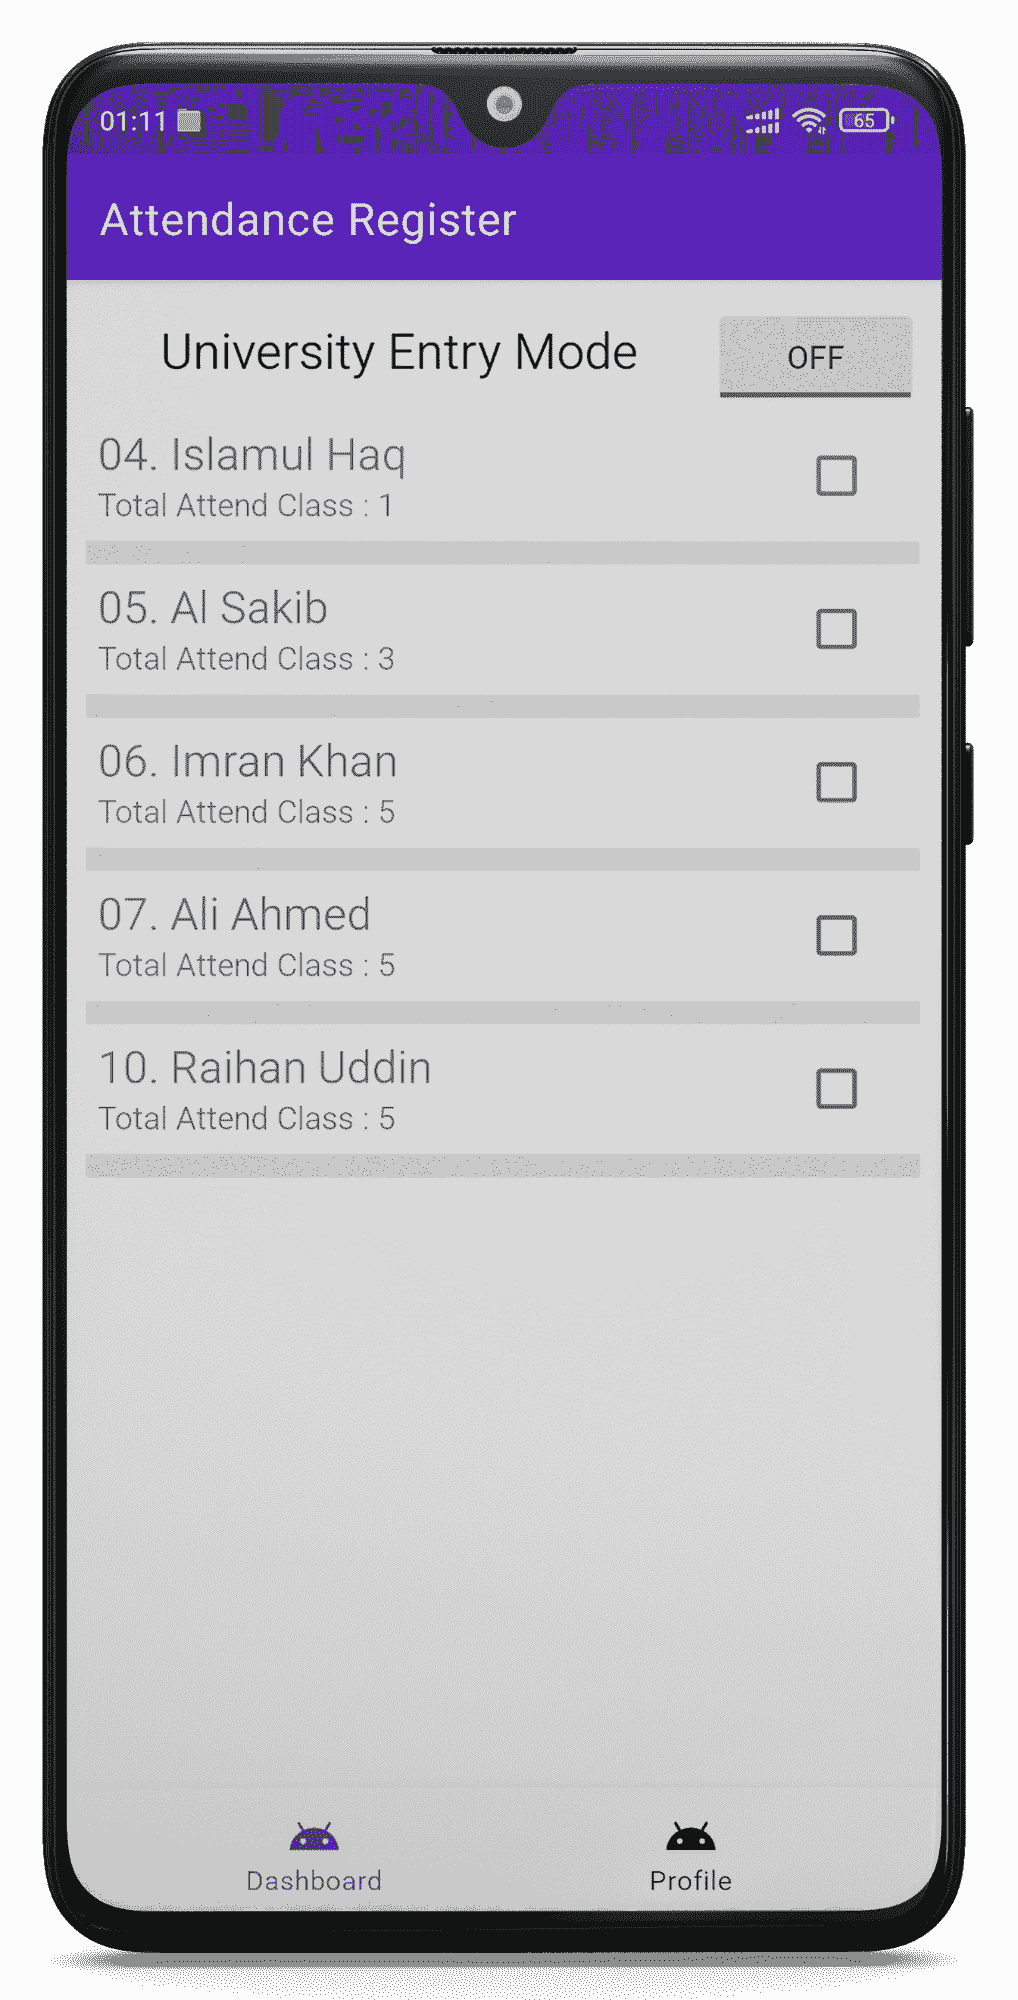 01:11
65
Attendance Register
University Entry Mode
OFF
04. Islamul Haq
Total Attend Class : 1
05. Al Sakib
Total Attend Class : 3
06. Imran Khan
Total Attend Class : 5
07. Ali Ahmed
Total Attend Class : 5
10. Raihan Uddin
Total Attend Class : 5
Dashboard
Profile